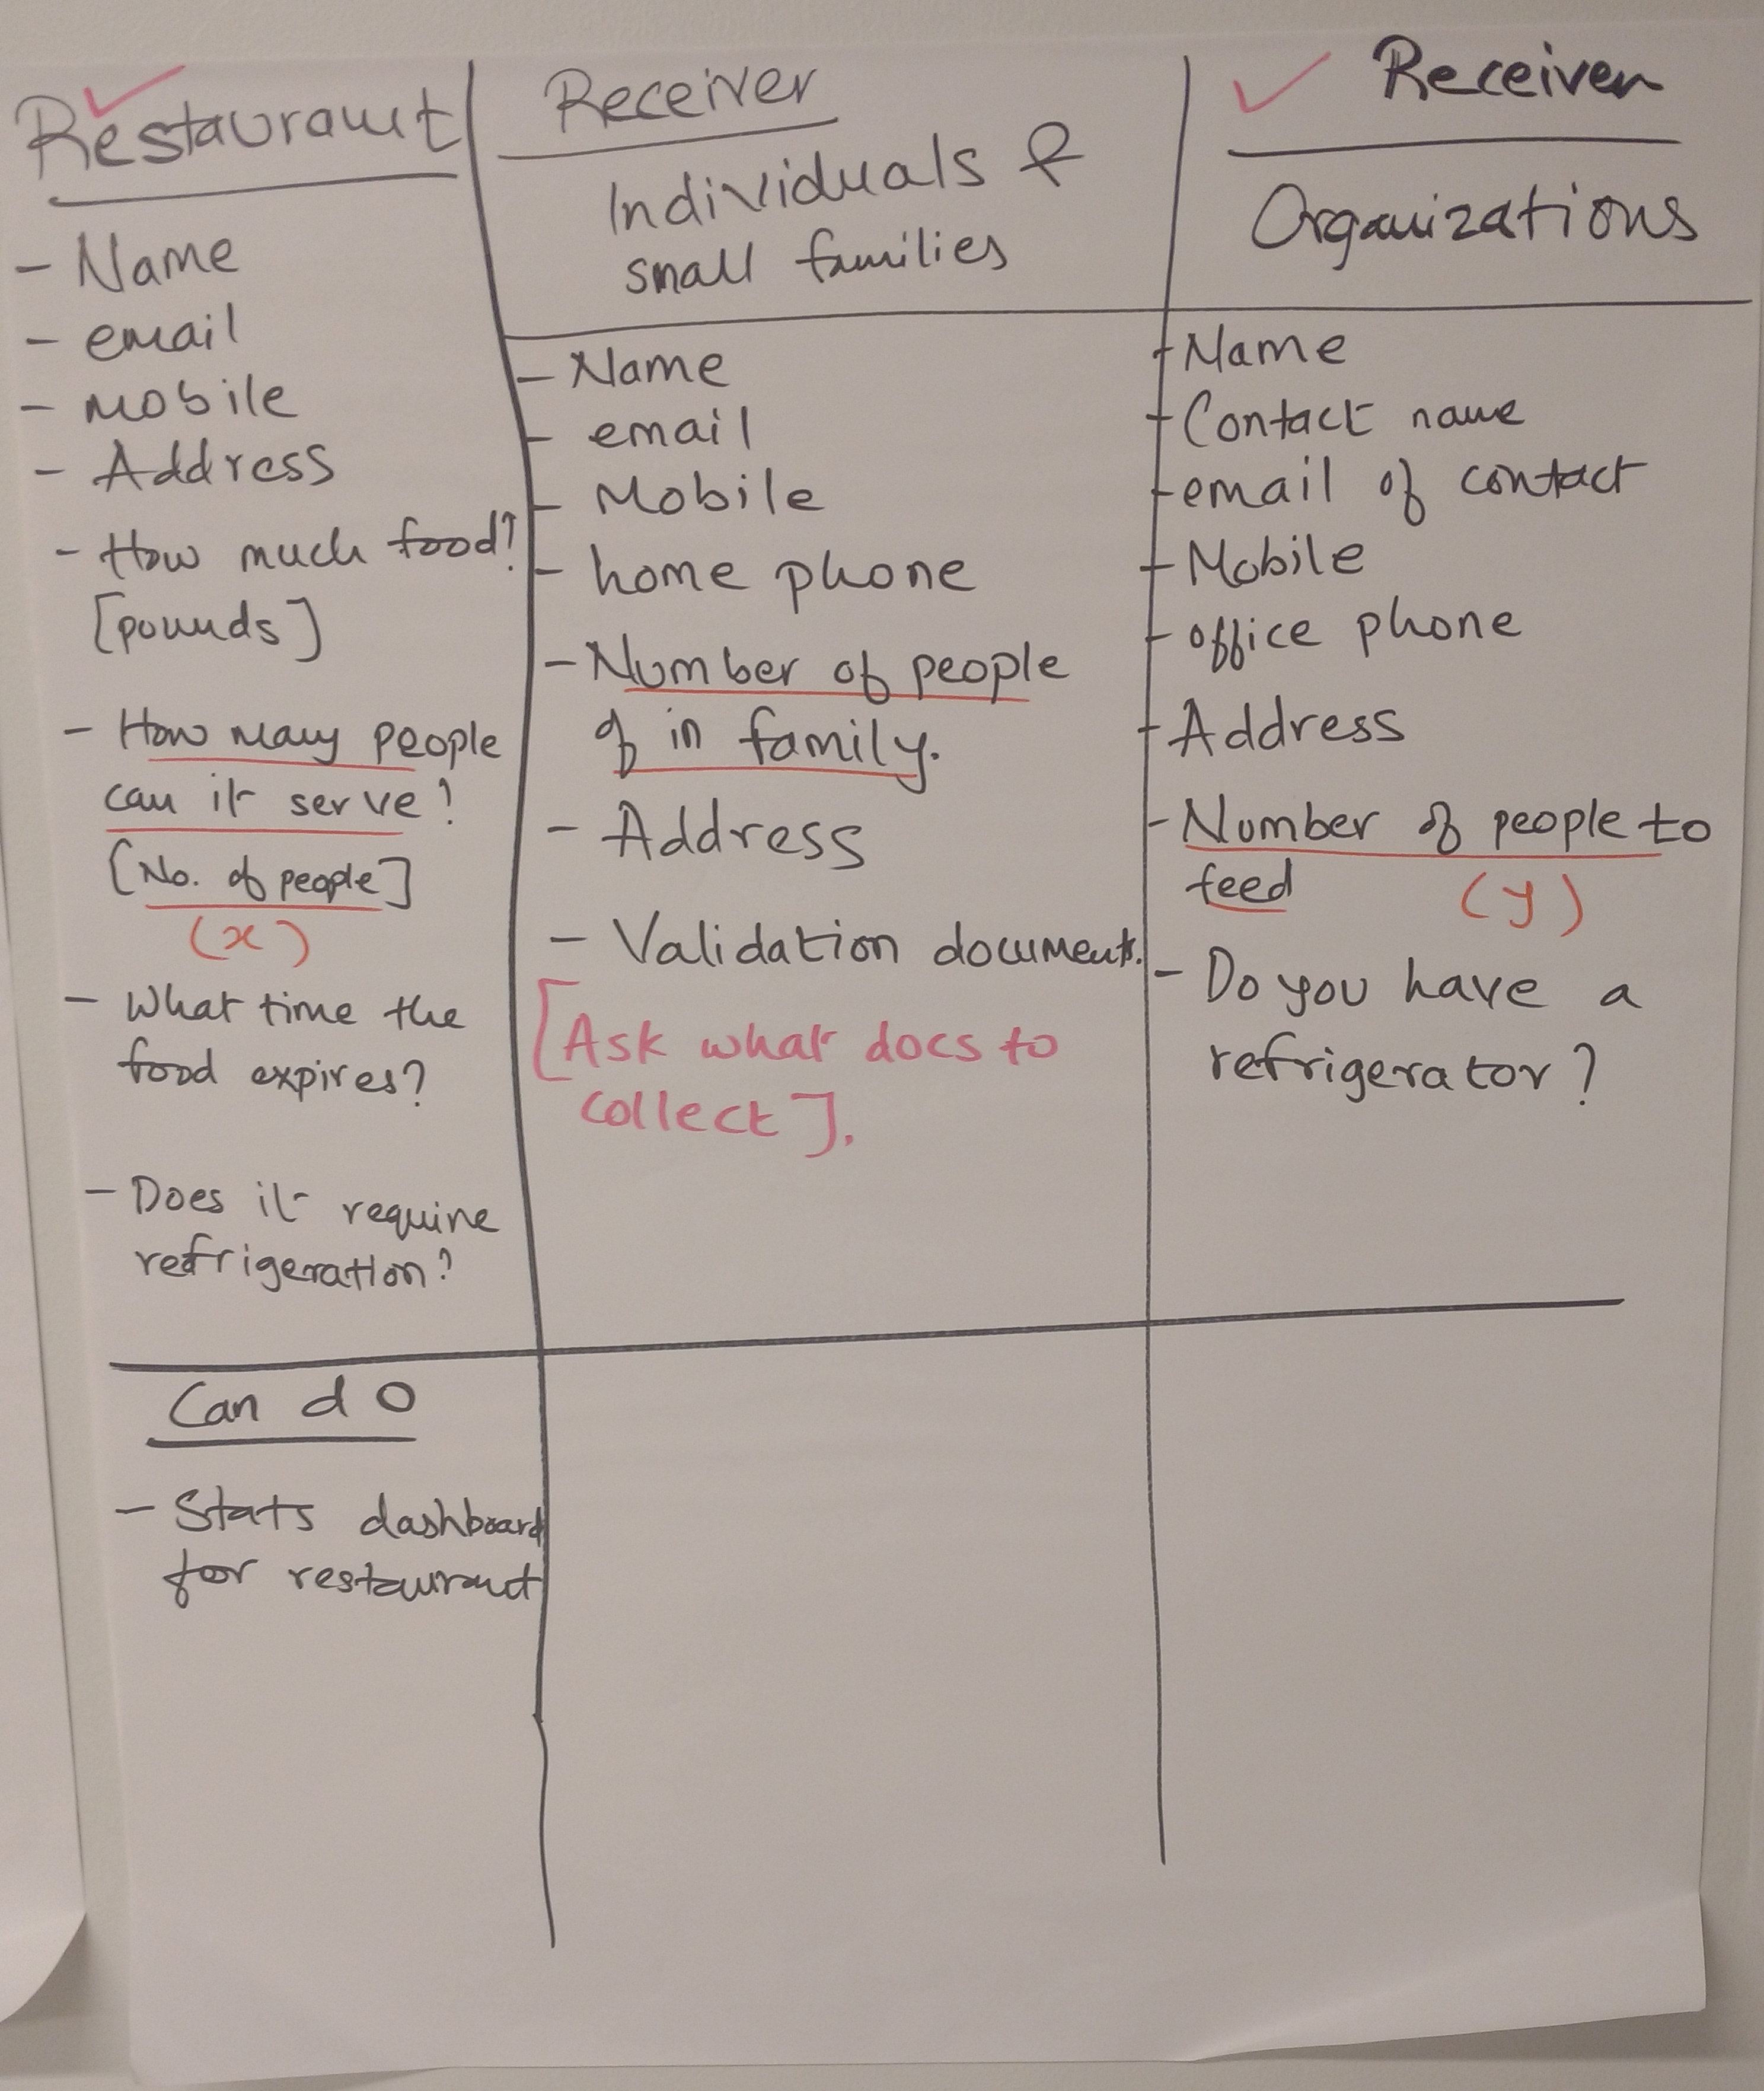 Restaurant
- Name
- email
- Mobile
- Address
- How much food?
[pounds]
- How many people
can it serve?
[No. of people]
(x)
- What time the
food expires?
- Does it require
refrigeration?
Can do
- Stats dashboard
for restaurant
Receiver
Individuals &
small families
- Name
- email
- Mobile
- home phone
- Number of people
of in family.
- Address
- Validation documents.
[Ask what docs to
collect].
Receiver
Organizations
- Name
- Contact name
- email of contact
- Mobile
- office phone
- Address
- Number of people to
feed (y)
- Do you have a
refrigerator?